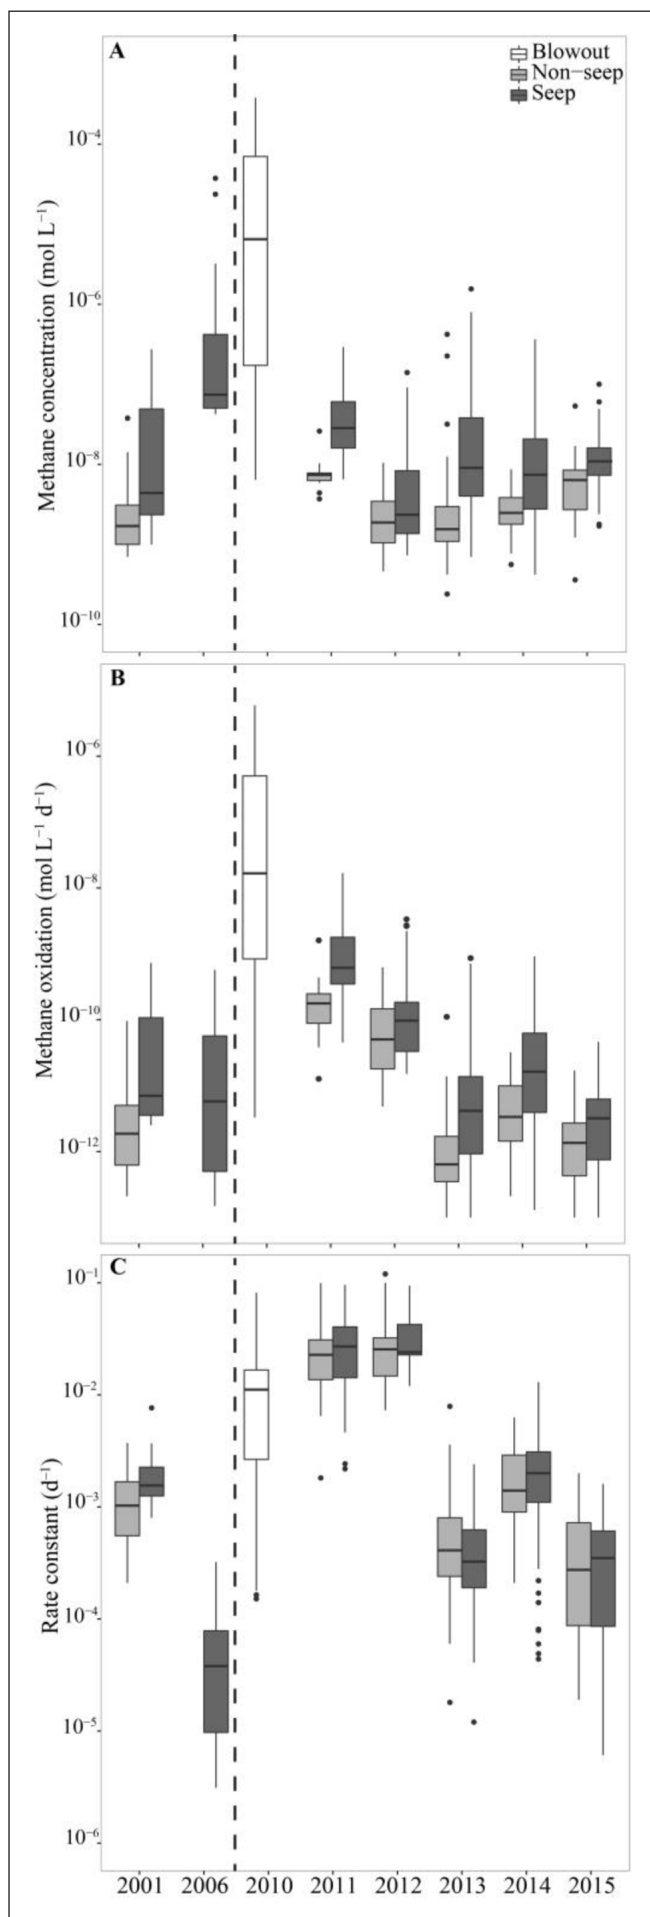 A
Blowout
Non−seep
Seep
Methane concentration (mol L⁻¹)
10⁻⁴
10⁻⁶
10⁻⁸
10⁻¹⁰
B
Methane oxidation (mol L⁻¹ d⁻¹)
10⁻⁶
10⁻⁸
10⁻¹⁰
10⁻¹²
C
Rate constant (d⁻¹)
10⁻¹
10⁻²
10⁻³
10⁻⁴
10⁻⁵
10⁻⁶
2001 2006 2010 2011 2012 2013 2014 2015